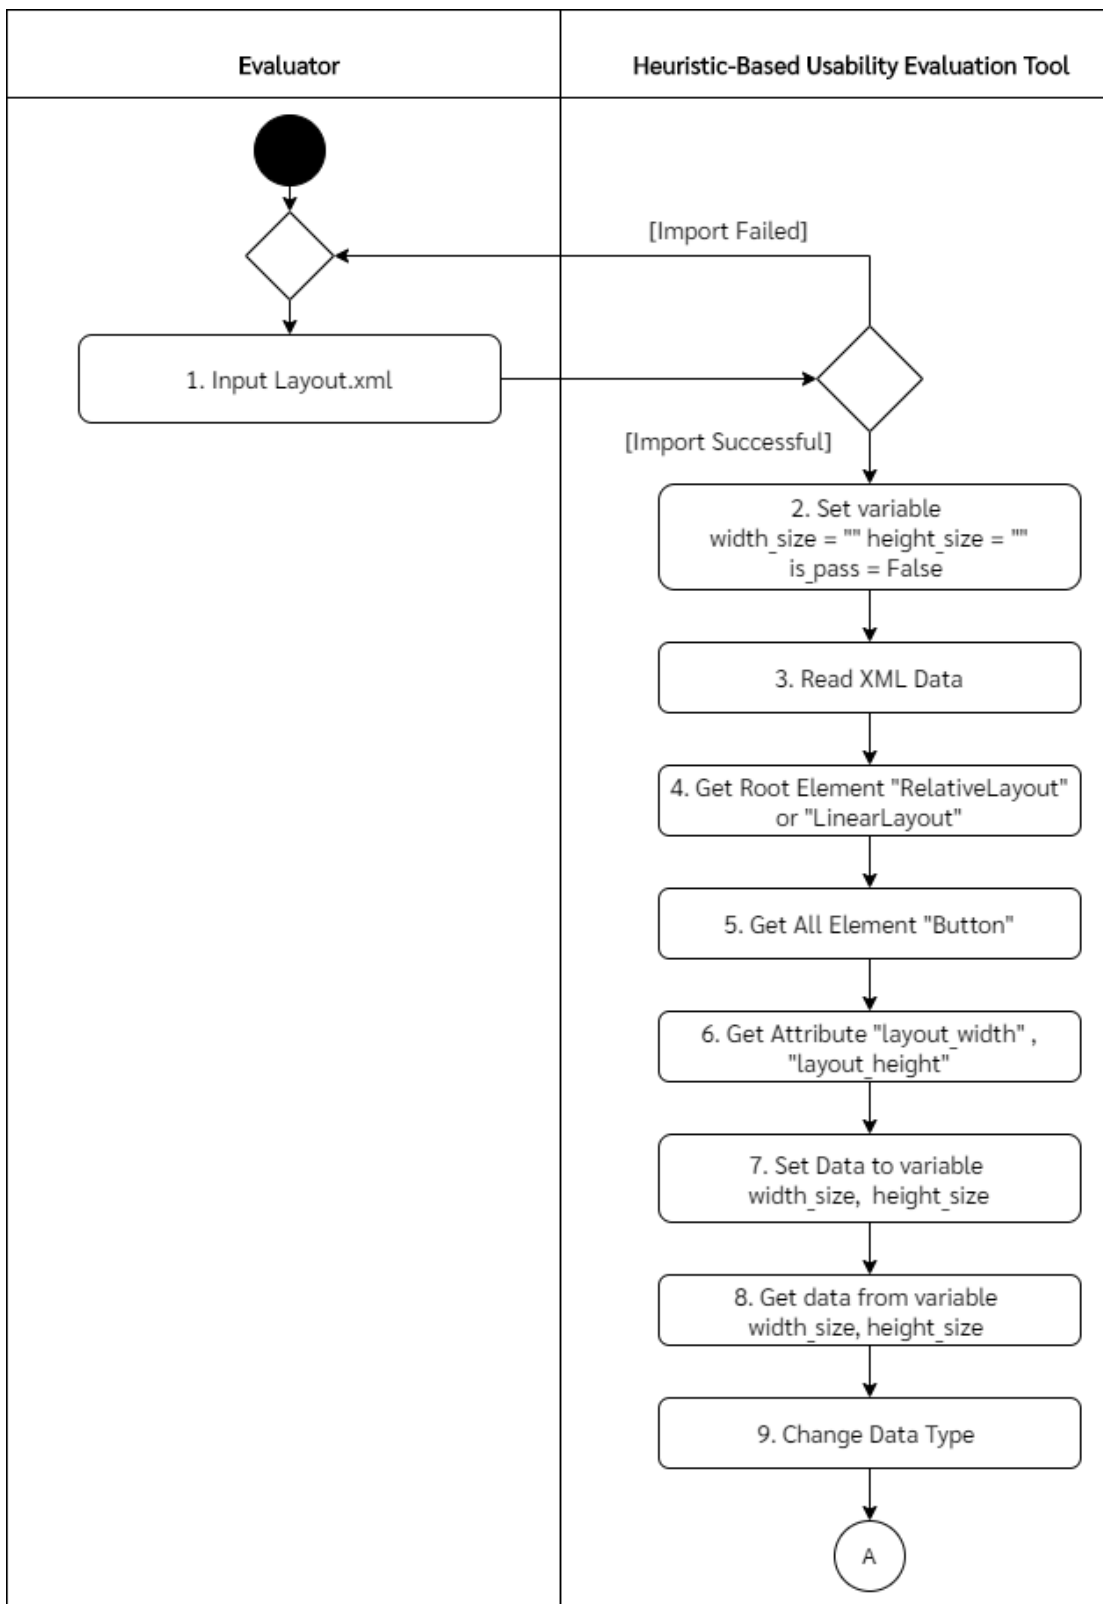 Evaluator
Heuristic-Based Usability Evaluation Tool
[Import Failed]
1. Input Layout.xml
[Import Successful]
2. Set variable
width_size = "" height_size = ""
is_pass = False
3. Read XML Data
4. Get Root Element "RelativeLayout"
or "LinearLayout"
5. Get All Element "Button"
6. Get Attribute "layout_width" ,
"layout_height"
7. Set Data to variable
width_size, height_size
8. Get data from variable
width_size, height_size
9. Change Data Type
A